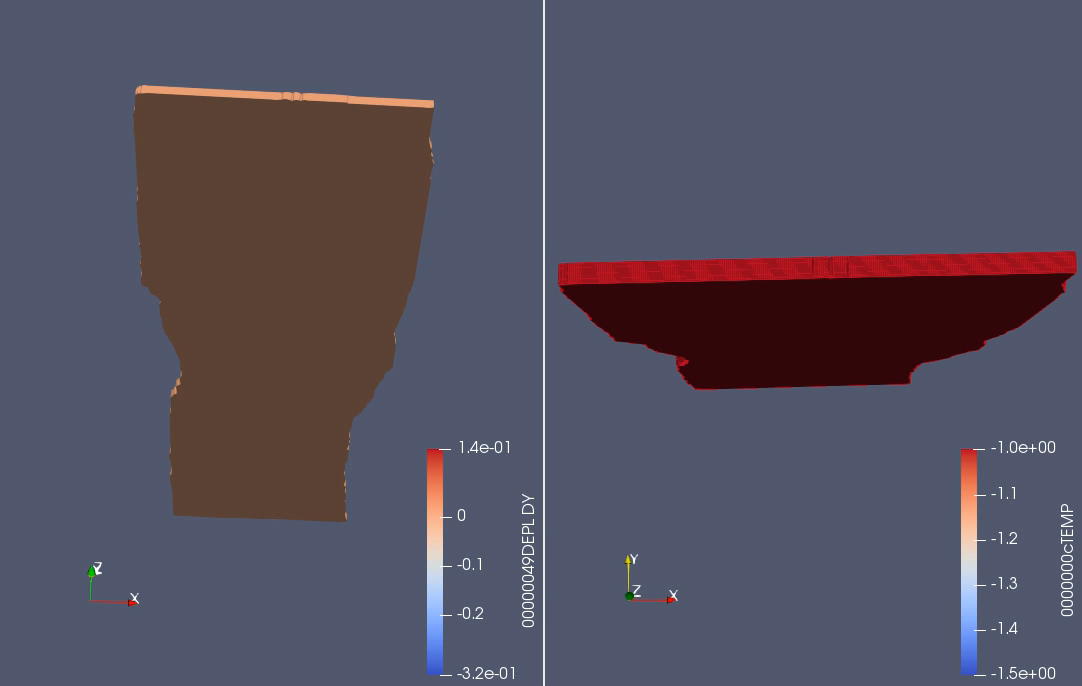 1.4e-01
0
-0.1
-0.2
-3.2e-01
00000049DEPL DY
Z
X
-1.0e+00
-1.1
-1.2
-1.3
-1.4
-1.5e+00
0000000cTEMP
Y
Z
X